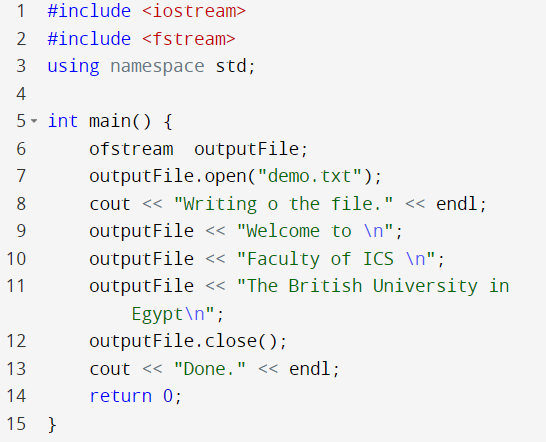 1 #include <iostream>
2 #include <fstream>
3 using namespace std;
4
5 int main() {
6 ofstream  outputFile;
7 outputFile.open("demo.txt");
8 cout << "Writing o the file." << endl;
9 outputFile << "Welcome to \n";
10 outputFile << "Faculty of ICS \n";
11 outputFile << "The British University in
Egypt\n";
12 outputFile.close();
13 cout << "Done." << endl;
14 return 0;
15 }